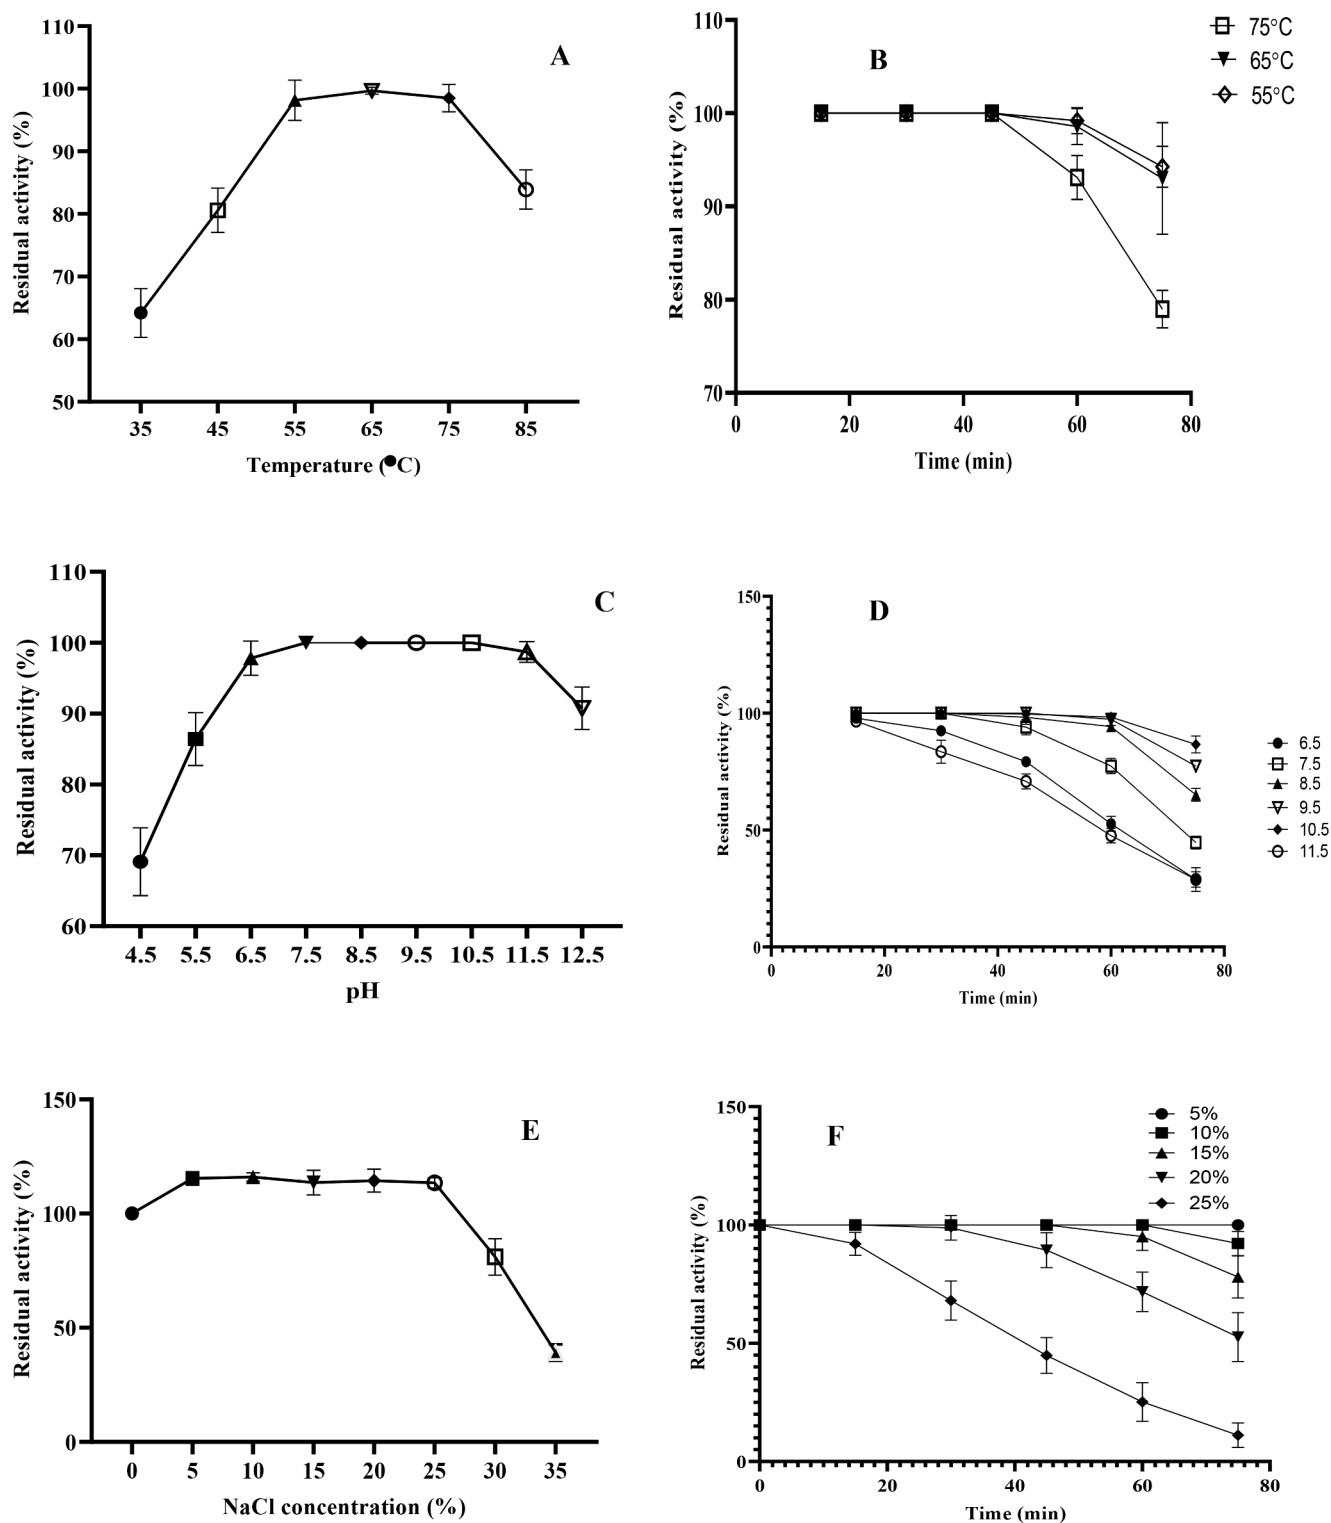 A
Residual activity (%)
110
100
90
80
70
60
50
35 45 55 65 75 85
Temperature (●C)
B
75°C
65°C
55°C
Residual activity (%)
110
100
90
80
70
0 20 40 60 80
Time (min)
C
Residual activity (%)
110
100
90
80
70
60
4.5 5.5 6.5 7.5 8.5 9.5 10.5 11.5 12.5
pH
D
Residual activity (%)
150
100
50
0
0 20 40 60 80
Time (min)
6.5
7.5
8.5
9.5
10.5
11.5
E
Residual activity (%)
150
100
50
0
0 5 10 15 20 25 30 35
NaCl concentration (%)
F
5%
10%
15%
20%
25%
Residual activity (%)
150
100
50
0
0 20 40 60 80
Time (min)